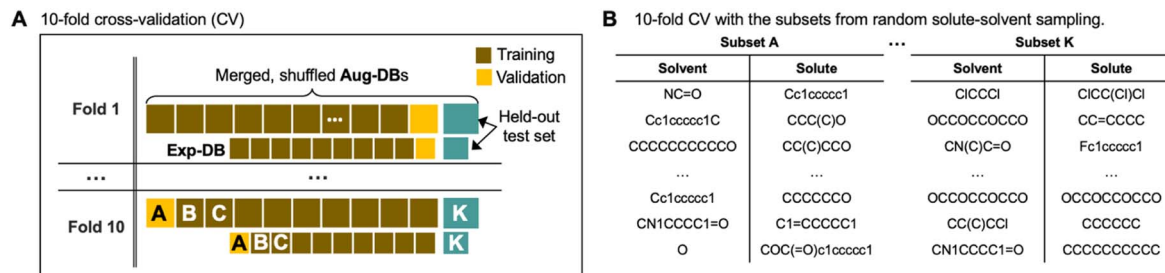 A 10-fold cross-validation (CV)
Merged, shuffled Aug-DBs
Training
Validation
Fold 1
...
Held-out
test set
Exp-DB
... ...
Fold 10
A B C K
A B C K
B 10-fold CV with the subsets from random solute-solvent sampling.
Subset A ... Subset K
Solvent Solute Solvent Solute
NC=O Cc1ccccc1 ClCCCl ClCC(Cl)Cl
Cc1ccccc1C CCC(C)O OCCOCCOCCO CC=CCCC
CCCCCCCCCCO CC(C)CCO CN(C)C=O Fc1ccccc1
... ... ... ...
Cc1ccccc1 CCCCCCO OCCOCCOCCO OCCOCCOCCO
CN1CCCC1=O C1=CCCCC1 CC(C)CCl CCCCCC
O COC(=O)c1ccccc1 CN1CCCC1=O CCCCCCCCCC